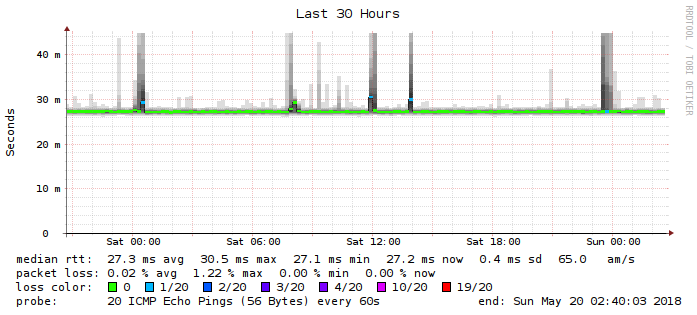 Last 30 Hours
RRDTOOL / TOBI OETIKER
Seconds
40 m
30 m
20 m
10 m
0
Sat 00:00 Sat 06:00 Sat 12:00 Sat 18:00 Sun 00:00
median rtt: 27.3 ms avg 30.5 ms max 27.1 ms min 27.2 ms now 0.4 ms sd 65.0 am/s
packet loss: 0.02 % avg 1.22 % max 0.00 % min 0.00 % now
loss color: 0 1/20 2/20 3/20 4/20 10/20 19/20
probe: 20 ICMP Echo Pings (56 Bytes) every 60s end: Sun May 20 02:40:03 2018